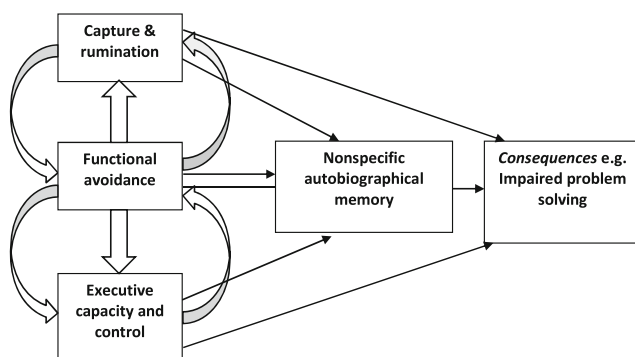 Capture &
rumination
Functional
avoidance
Executive
capacity and
control
Nonspecific
autobiographical
memory
Consequences e.g.
Impaired problem
solving